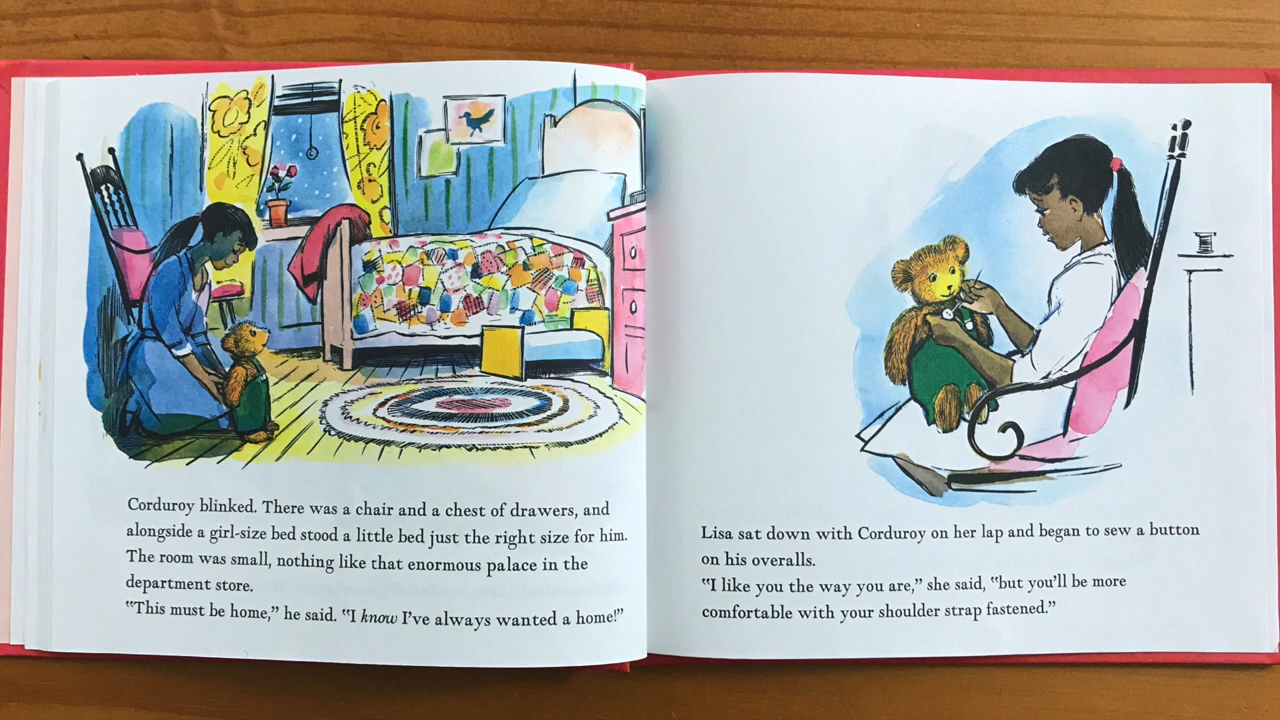 Corduroy blinked. There was a chair and a chest of drawers, and
alongside a girl-size bed stood a little bed just the right size for him.
The room was small, nothing like that enormous palace in the
department store.
“This must be home,” he said. “I know I’ve always wanted a home!”
Lisa sat down with Corduroy on her lap and began to sew a button
on his overalls.
“I like you the way you are,” she said, “but you’ll be more
comfortable with your shoulder strap fastened.”